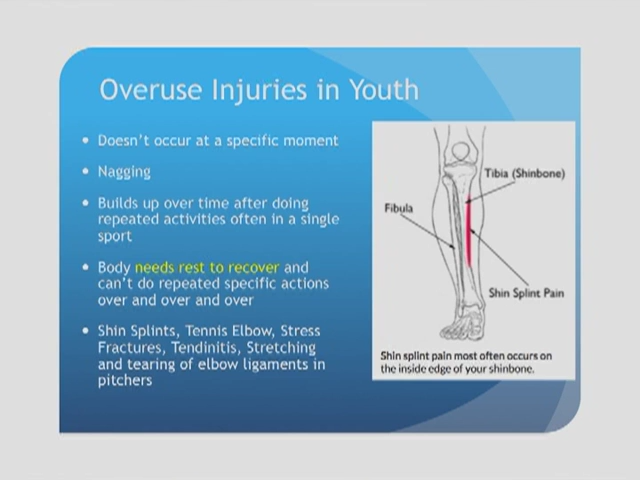 Overuse Injuries in Youth
• Doesn't occur at a specific moment
• Nagging
• Builds up over time after doing
repeated activities often in a single
sport
• Body needs rest to recover and
can't do repeated specific actions
over and over and over
• Shin Splints, Tennis Elbow, Stress
Fractures, Tendinitis, Stretching
and tearing of elbow ligaments in
pitchers
Tibia (Shinbone)
Fibula
Shin Splint Pain
Shin splint pain most often occurs on
the inside edge of your shinbone.